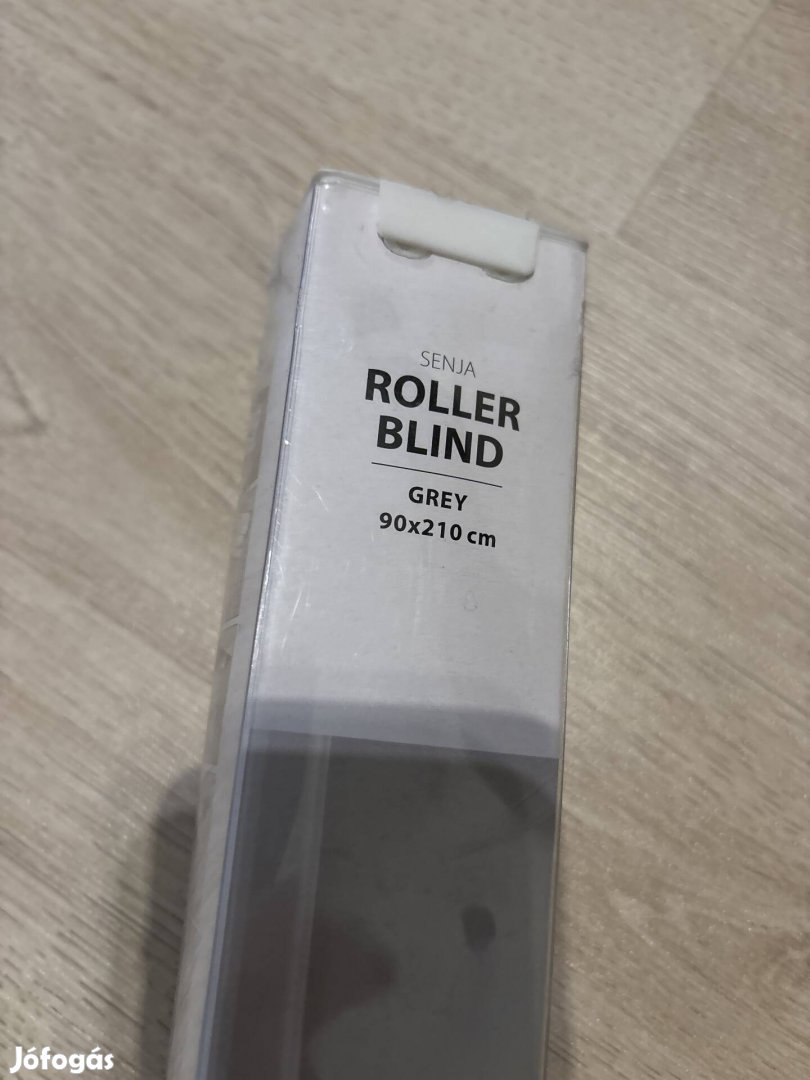 SENJA
ROLLER
BLIND
GREY
90x210 cm
Jófogás